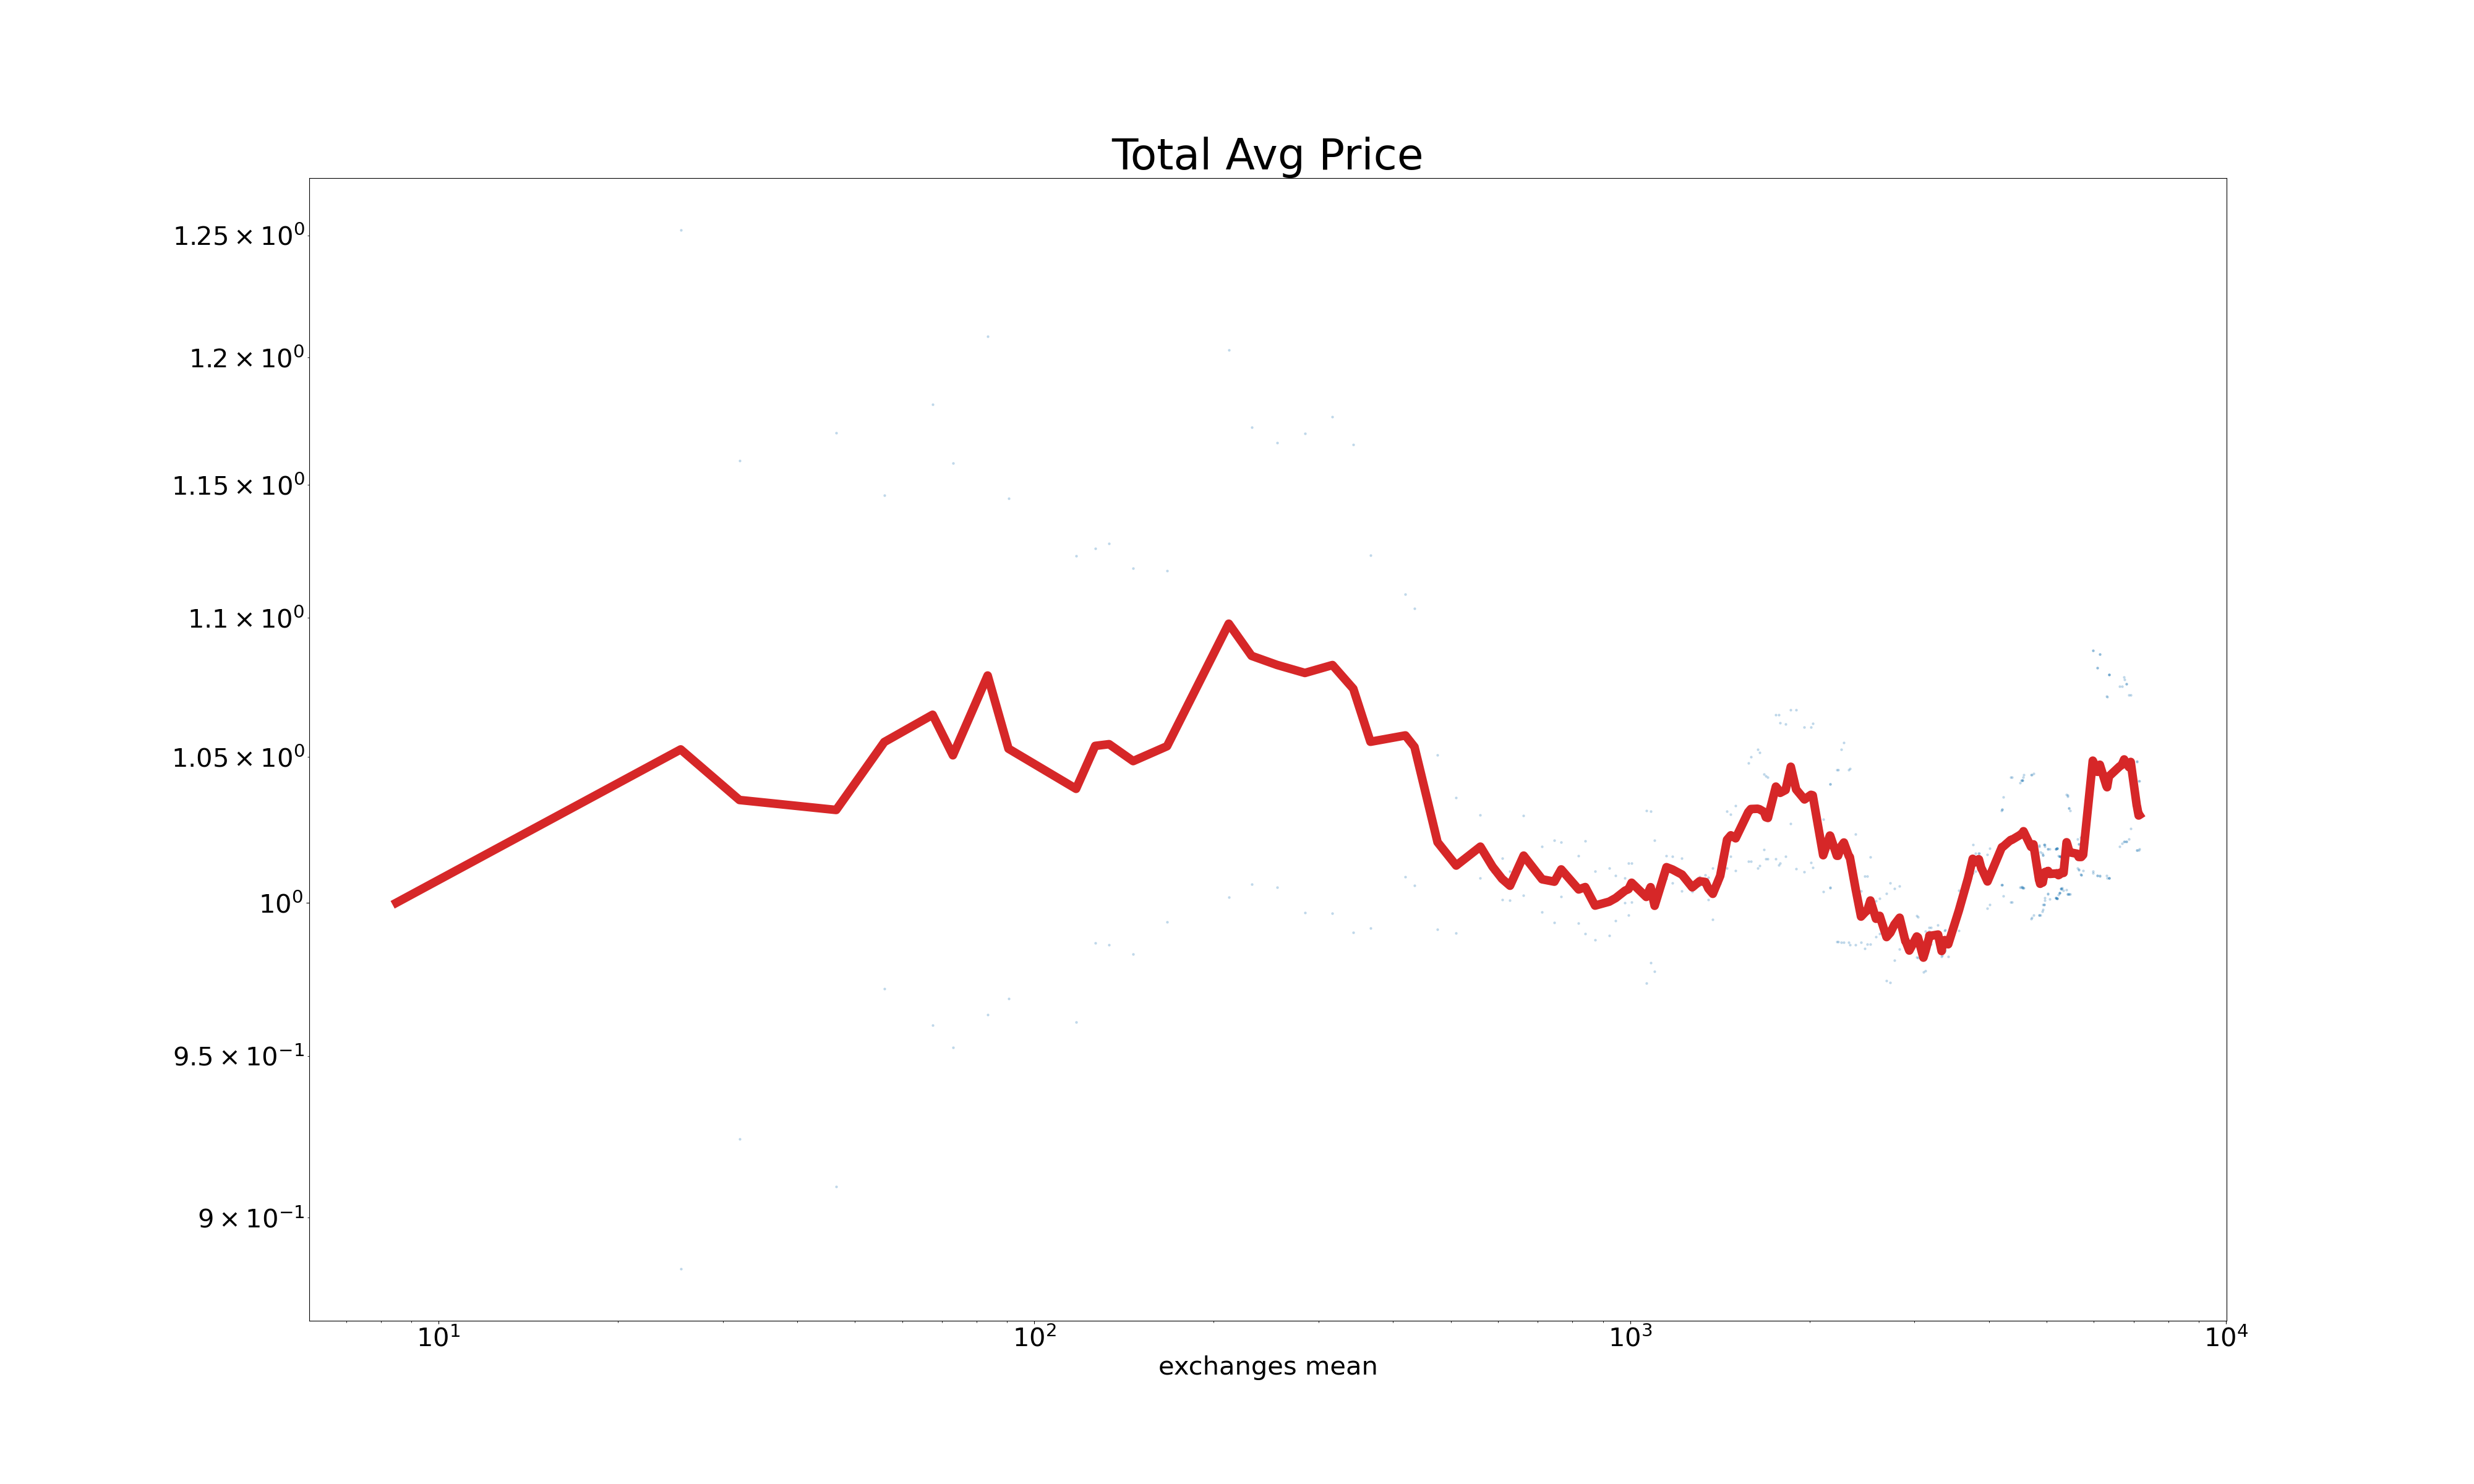 Total Avg Price
1.25 × 10⁰
1.2 × 10⁰
1.15 × 10⁰
1.1 × 10⁰
1.05 × 10⁰
10⁰
9.5 × 10⁻¹
9 × 10⁻¹
10¹ 10² 10³ 10⁴
exchanges mean